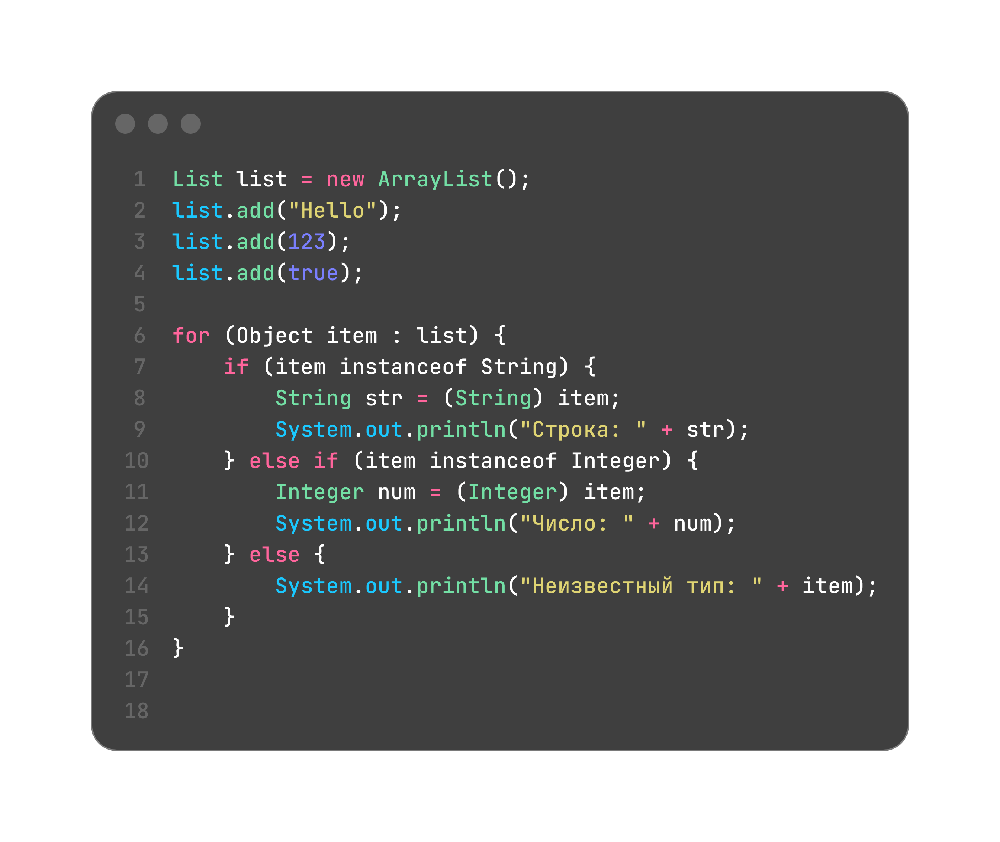 1 List list = new ArrayList();
2 list.add("Hello");
3 list.add(123);
4 list.add(true);
5
6 for (Object item : list) {
7     if (item instanceof String) {
8         String str = (String) item;
9         System.out.println("Строка: " + str);
10     } else if (item instanceof Integer) {
11         Integer num = (Integer) item;
12         System.out.println("Число: " + num);
13     } else {
14         System.out.println("Неизвестный тип: " + item);
15     }
16 }
17
18